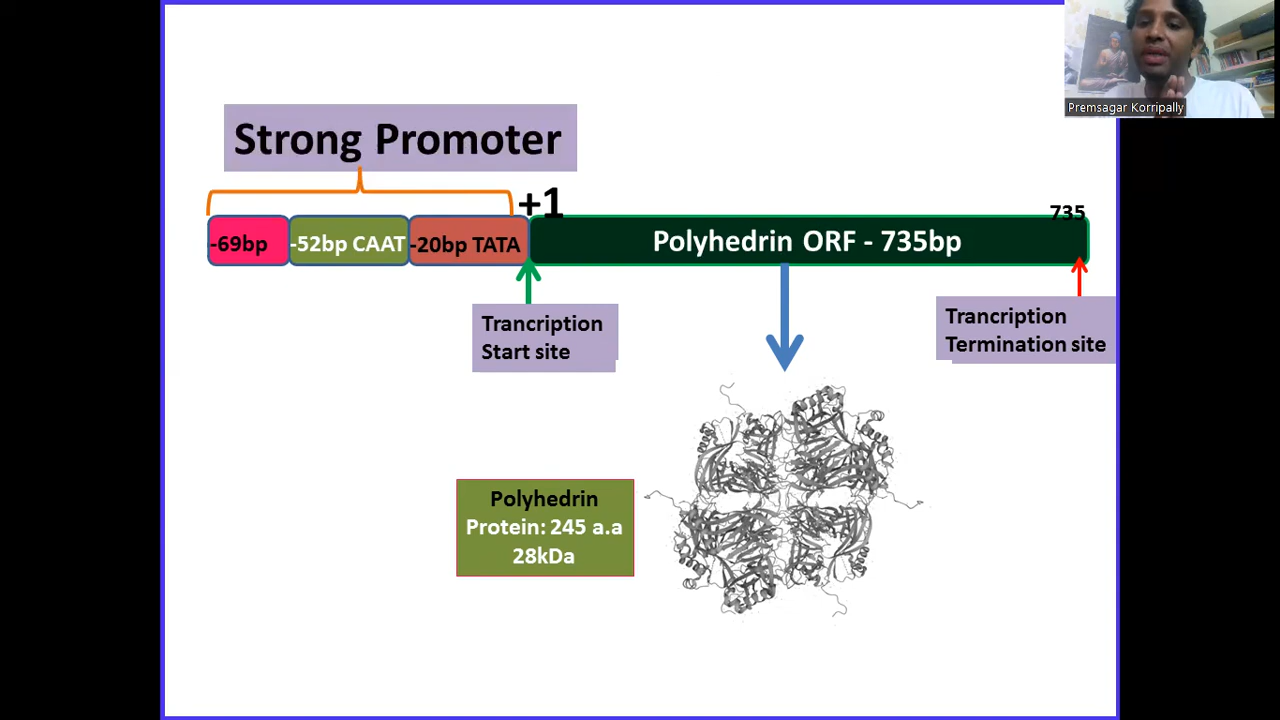 Premsagar Korripally
Strong Promoter
+1
735
-69bp
-52bp CAAT
-20bp TATA
Polyhedrin ORF - 735bp
Trancription
Start site
Trancription
Termination site
Polyhedrin
Protein: 245 a.a
28kDa